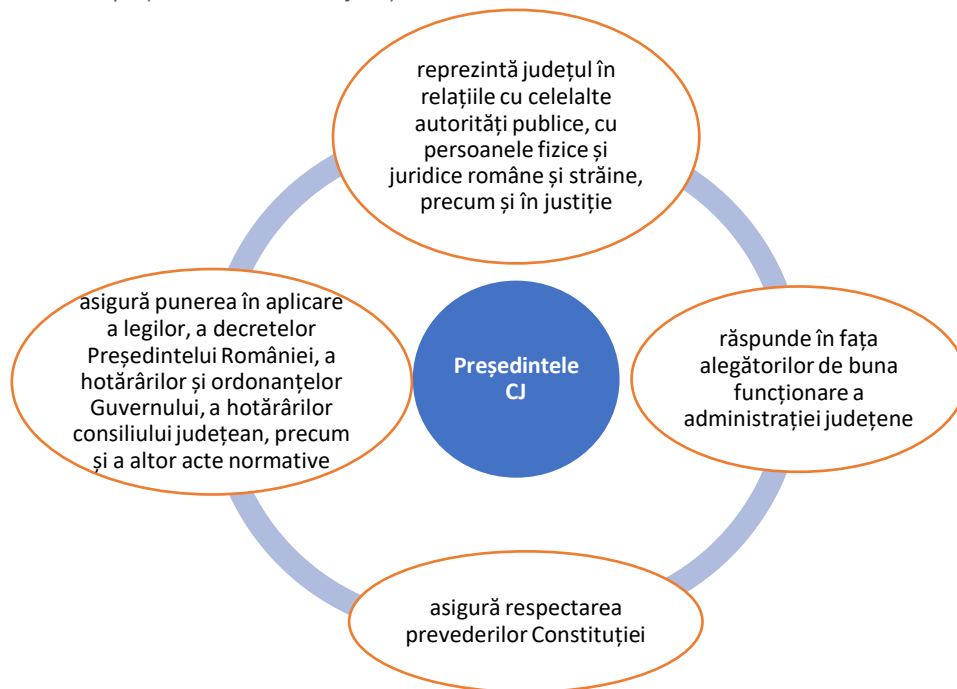 reprezintă județul în
relațiile cu celelalte
autorități publice, cu
persoanele fizice și
juridice române și străine,
precum și în justiție
asigură punerea în aplicare
a legilor, a decretelor
Președintelui României, a
hotărârilor și ordonanțelor
Guvernului, a hotărârilor
consiliului județean, precum
și a altor acte normative
Președintele
CJ
răspunde în fața
alegătorilor de buna
funcționare a
administrației județene
asigură respectarea
prevederilor Constituției